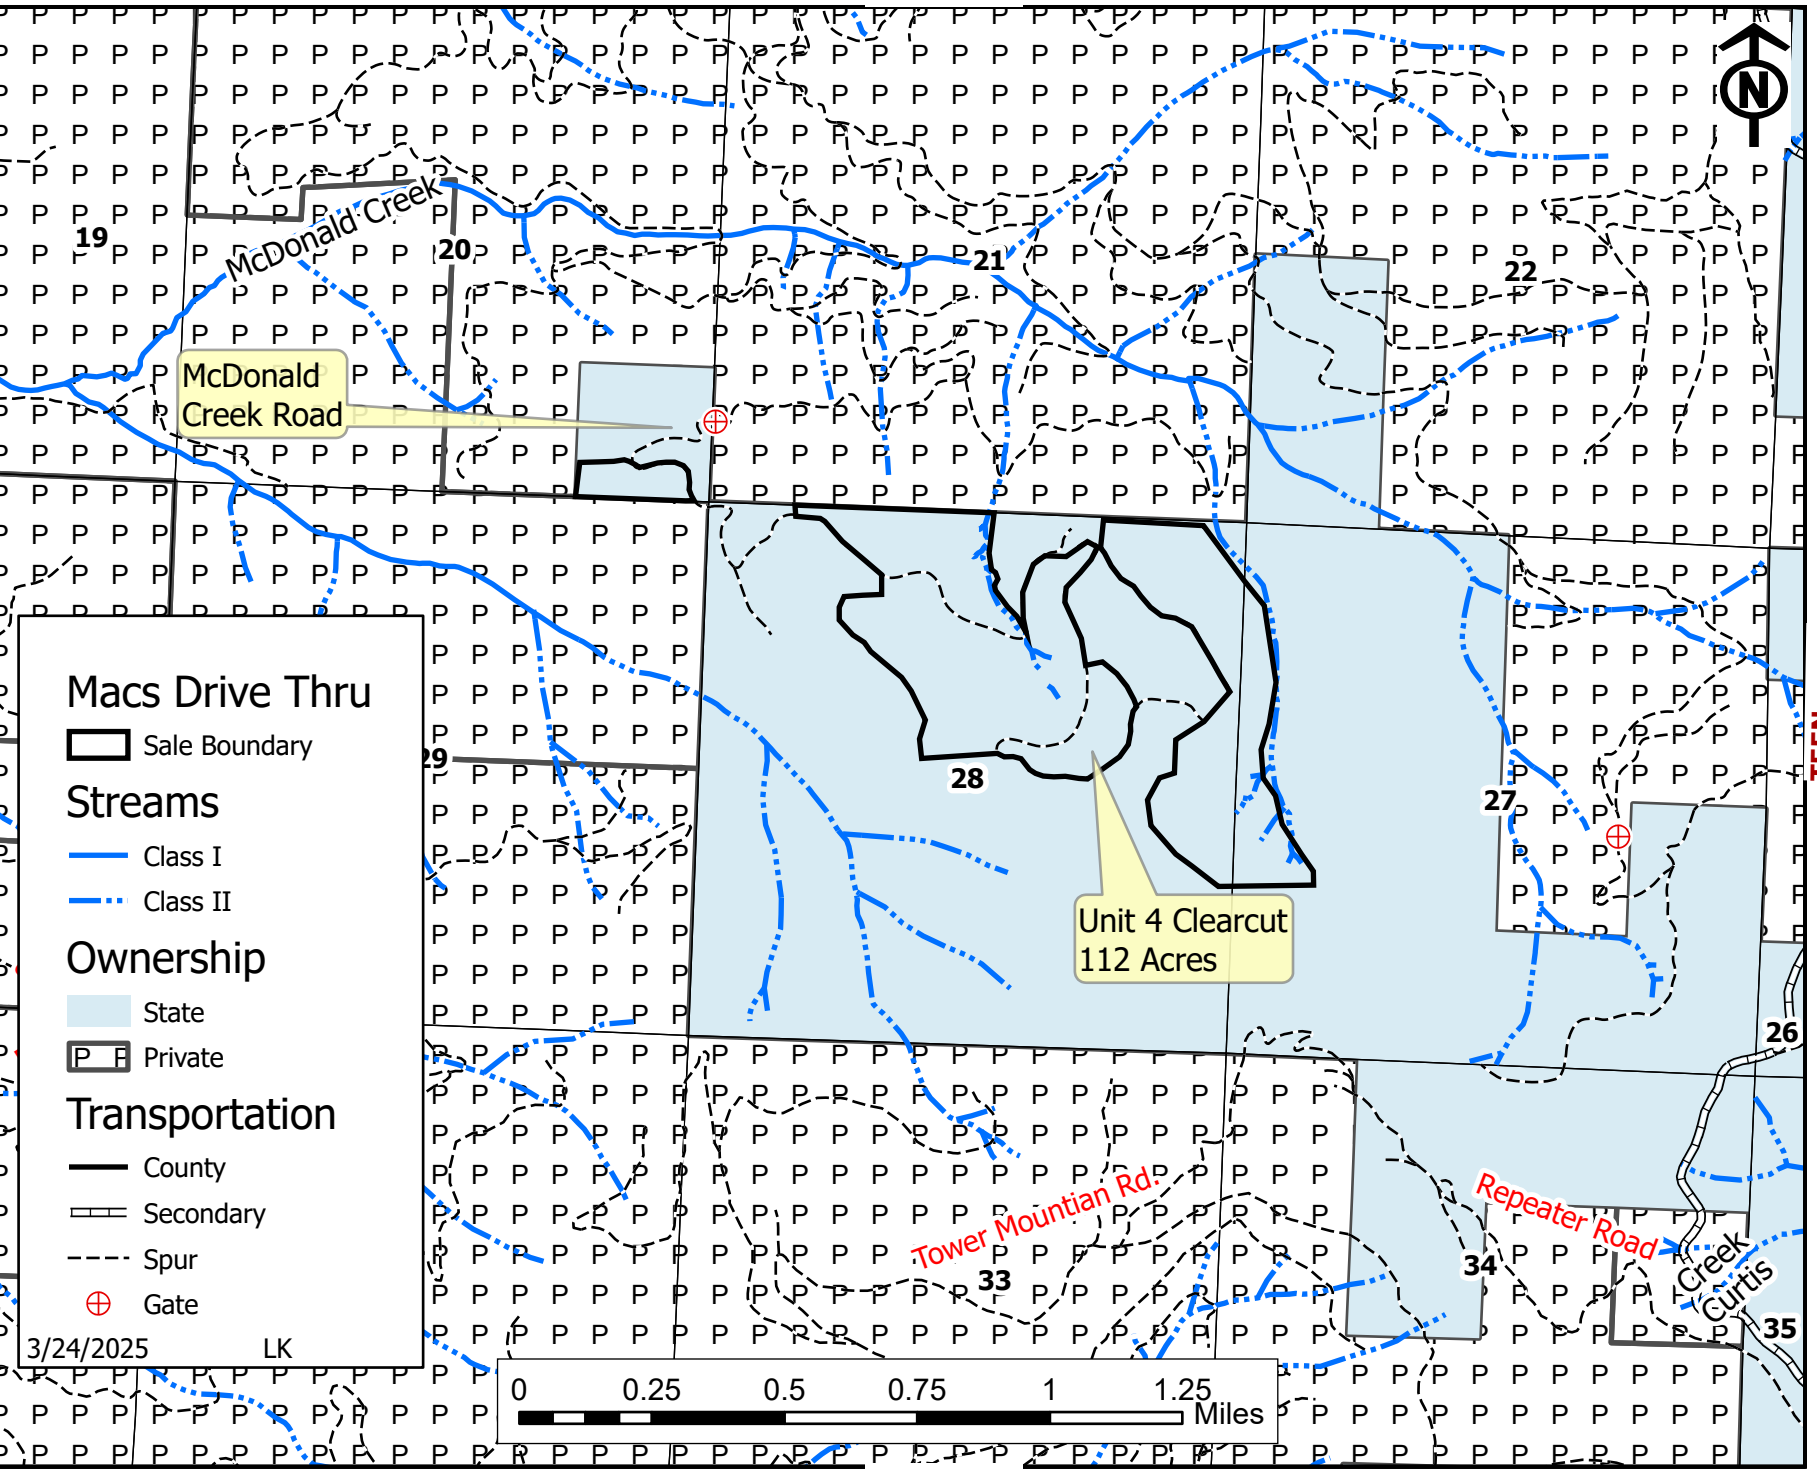 N
McDonald Creek
19
20
21
22
McDonald
Creek Road
29
28
27
26
Unit 4 Clearcut
112 Acres
Tower Mountian Rd.
Repeater Road
33
34
Creek
Curtis
35
Macs Drive Thru
Sale Boundary
Streams
Class I
Class II
Ownership
State
P P
Private
Transportation
County
Secondary
Spur
Gate
3/24/2025 LK
0 0.25 0.5 0.75 1 1.25
Miles